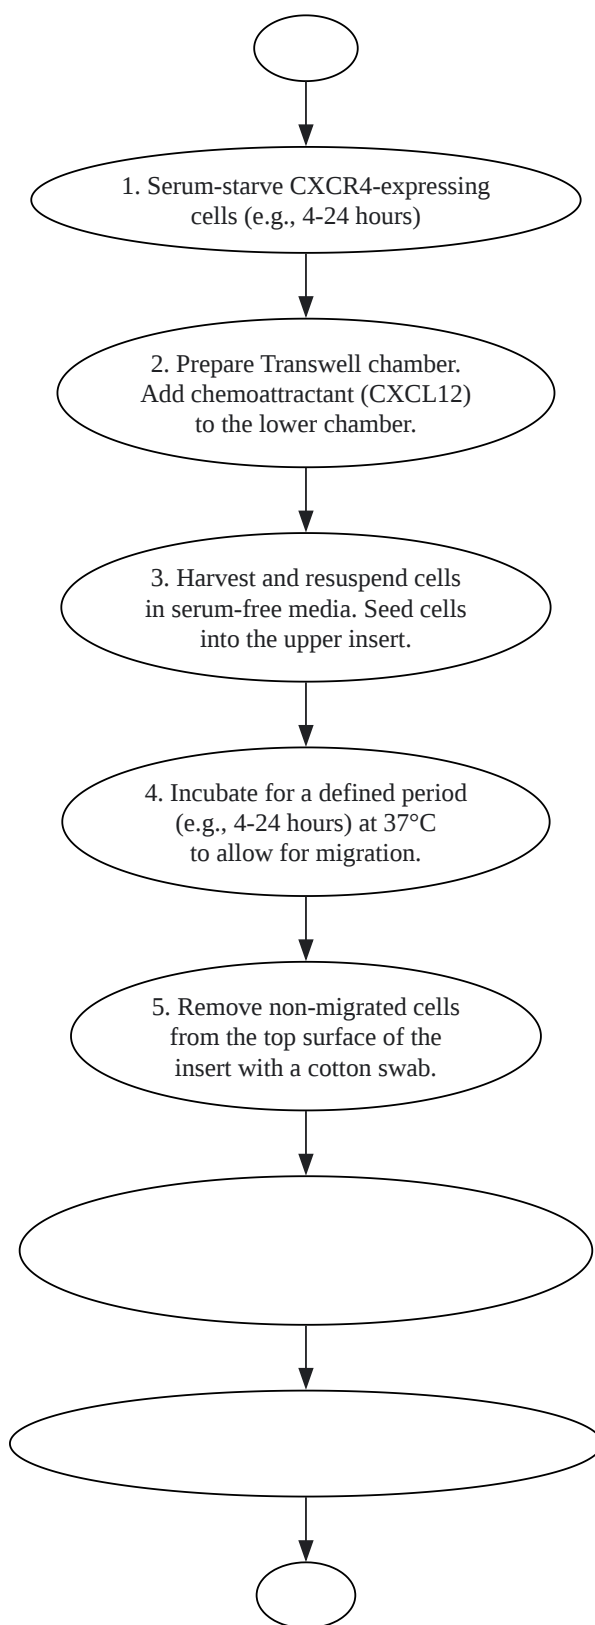 1. Serum-starve CXCR4-expressing
cells (e.g., 4-24 hours)
2. Prepare Transwell chamber.
Add chemoattractant (CXCL12)
to the lower chamber.
3. Harvest and resuspend cells
in serum-free media. Seed cells
into the upper insert.
4. Incubate for a defined period
(e.g., 4-24 hours) at 37°C
to allow for migration.
5. Remove non-migrated cells
from the top surface of the
insert with a cotton swab.